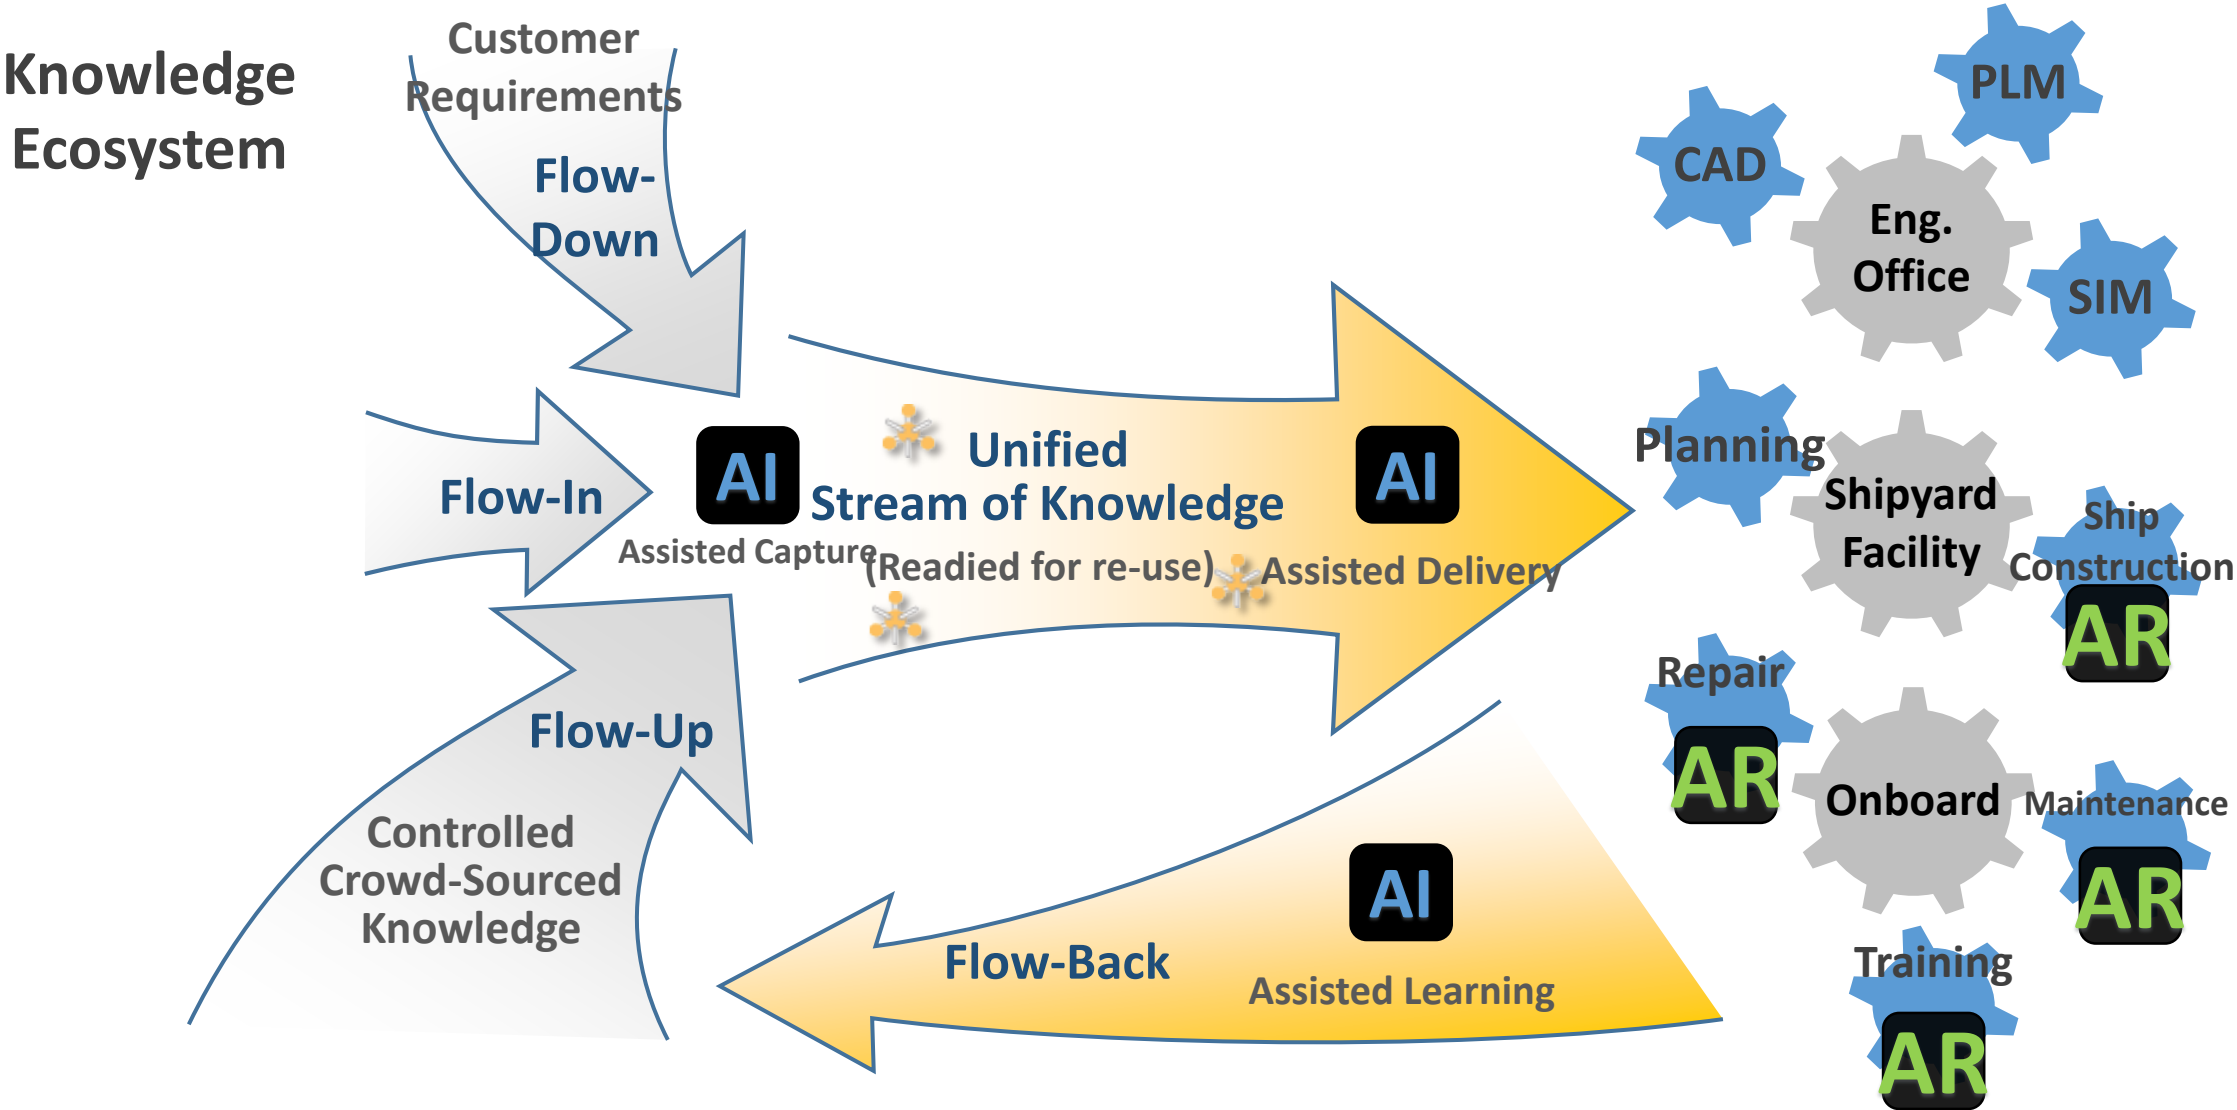 Knowledge
Ecosystem
Customer
Requirements
Flow-
Down
Flow-In
AI
Assisted Capture
Unified
Stream of Knowledge
(Readied for re-use)
AI
Assisted Delivery
Flow-Up
Controlled
Crowd-Sourced
Knowledge
Flow-Back
AI
Assisted Learning
PLM
CAD
Eng.
Office
SIM
Planning
Shipyard
Facility
Ship
Construction
AR
Repair
AR
Onboard
Maintenance
AR
Training
AR